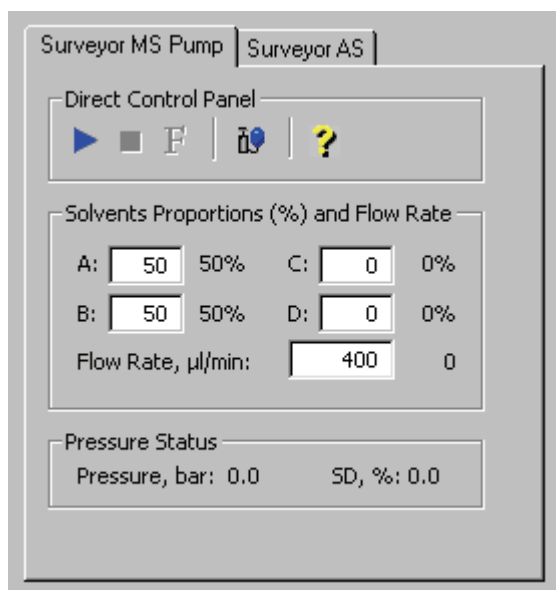 Surveyor MS Pump Surveyor AS
Direct Control Panel
F ?
Solvents Proportions (%) and Flow Rate
A: 50 50% C: 0 0%
B: 50 50% D: 0 0%
Flow Rate, µl/min: 400 0
Pressure Status
Pressure, bar: 0.0 SD, %: 0.0